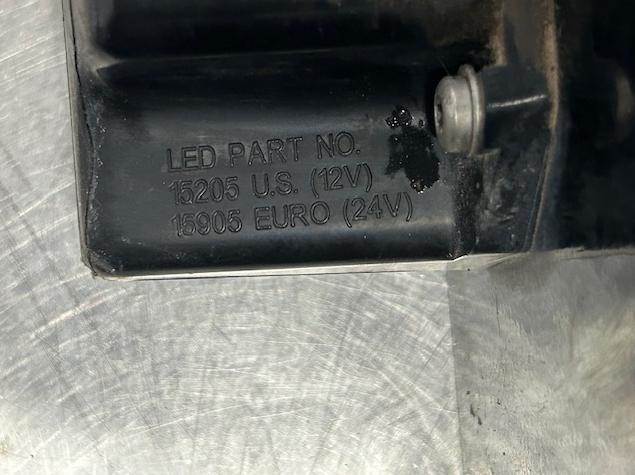 LED PART NO.
15205 U.S. (12V)
15905 EURO (24V)